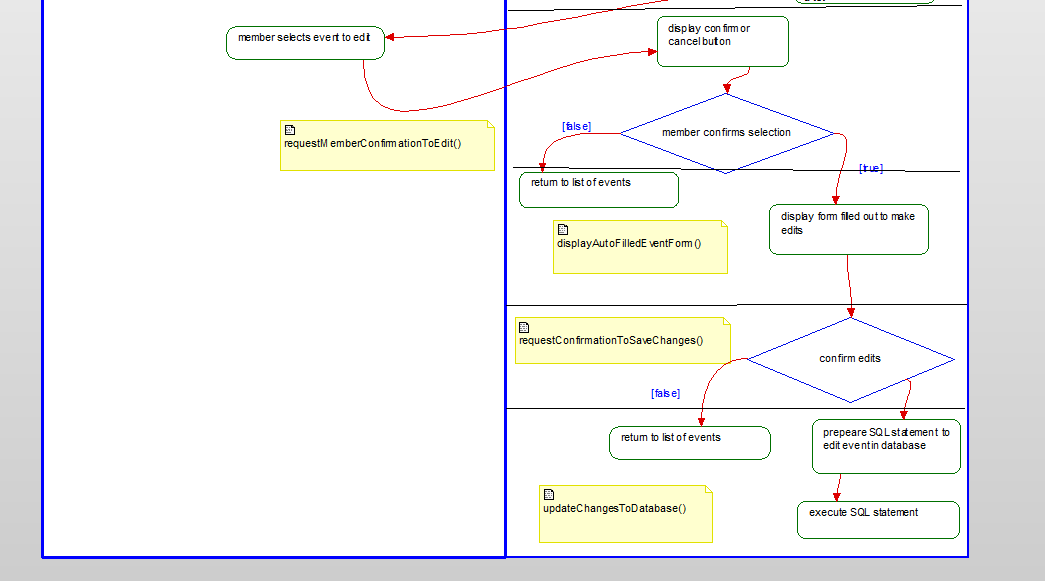 member selects event to edit
display confirm or
cancel button
[false]
member confirms selection
requestMemberConfirmationToEdit()
[true]
return to list of events
display form filled out to make
edits
displayAutoFilledEventForm()
requestConfirmationToSaveChanges()
confirm edits
[false]
return to list of events
prepeare SQL statement to
edit event in database
updateChangesToDatabase()
execute SQL statement